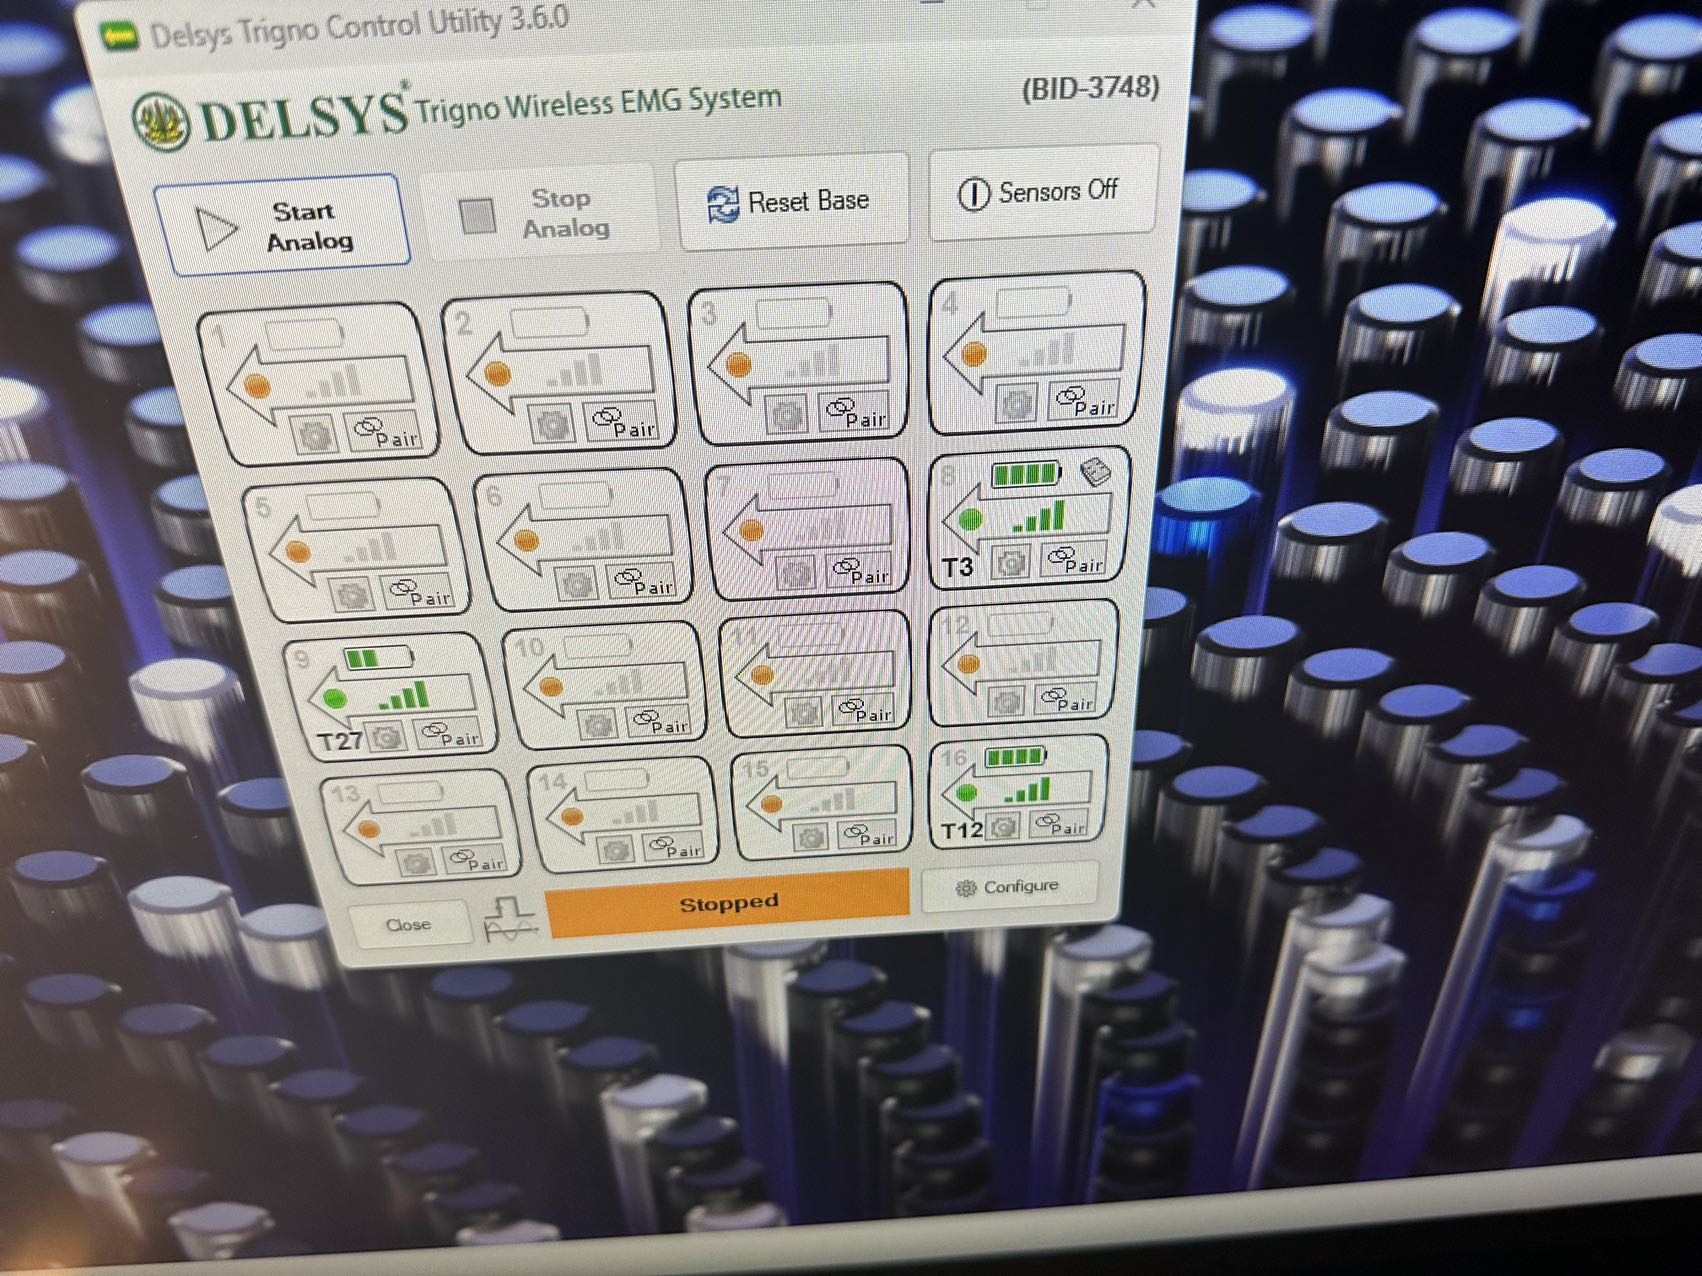 Delsys Trigno Control Utility 3.6.0
DELSYS® Trigno Wireless EMG System (BID-3748)
Start Analog
Stop Analog
Reset Base
Sensors Off
1
Pair
2
Pair
3
Pair
4
Pair
5
Pair
6
Pair
7
Pair
8
T3 Pair
9
T27 Pair
10
Pair
11
Pair
12
Pair
13
Pair
14
Pair
15
Pair
16
T12 Pair
Close
Stopped
Configure